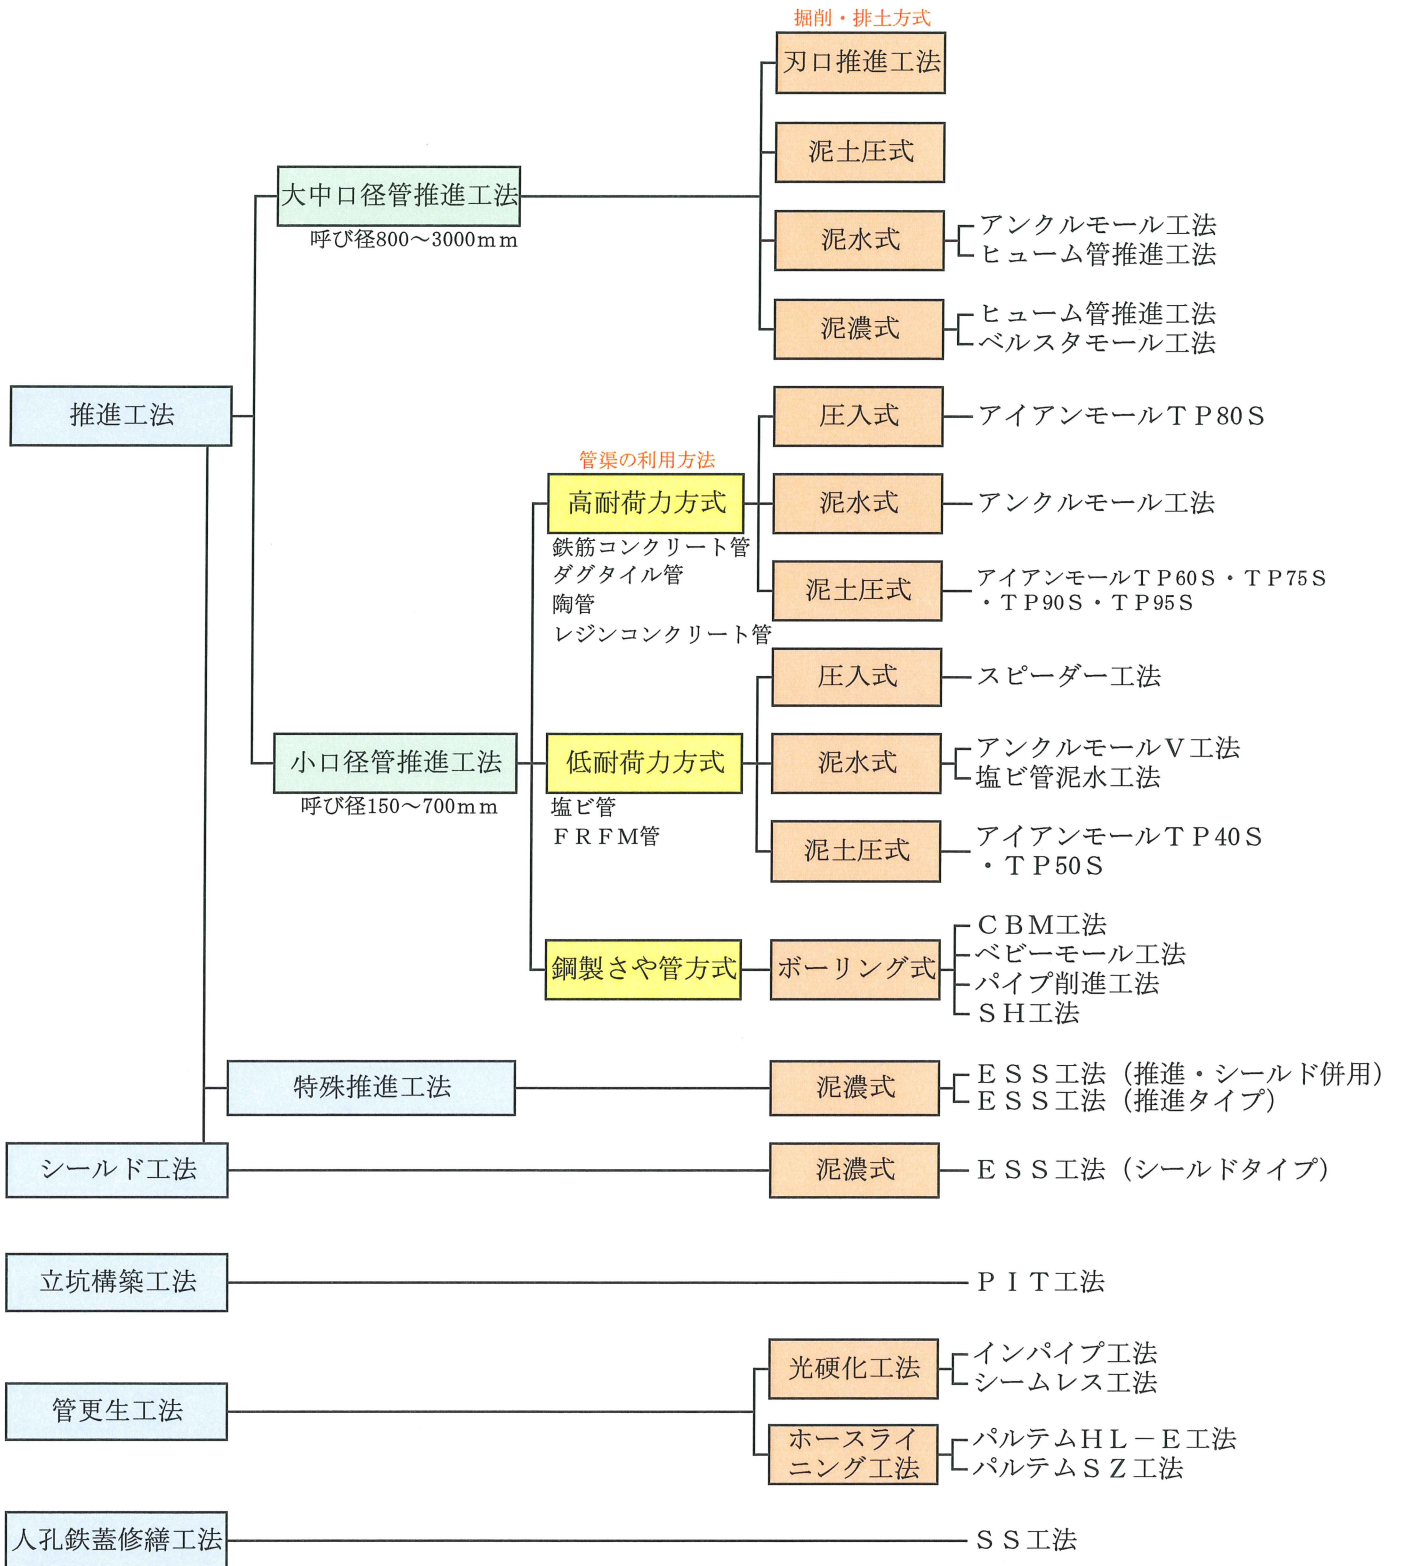 掘削・排土方式
刃口推進工法
泥土圧式
大中口径管推進工法
呼び径800～3000ｍｍ
泥水式
アンクルモール工法
ヒューム管推進工法
泥濃式
ヒューム管推進工法
ベルスタモール工法
推進工法
圧入式
アイアンモールＴＰ80Ｓ
管渠の利用方法
高耐荷力方式
鉄筋コンクリート管
ダグタイル管
陶管
レジンコンクリート管
泥水式
アンクルモール工法
泥土圧式
アイアンモールＴＰ60Ｓ・ＴＰ75Ｓ
・ＴＰ90Ｓ・ＴＰ95Ｓ
圧入式
スピーダー工法
小口径管推進工法
呼び径150～700ｍｍ
低耐荷力方式
塩ビ管
ＦＲＦＭ管
泥水式
アンクルモールＶ工法
塩ビ管泥水工法
泥土圧式
アイアンモールＴＰ40Ｓ
・ＴＰ50Ｓ
鋼製さや管方式
ボーリング式
ＣＢＭ工法
ベビーモール工法
パイプ削進工法
ＳＨ工法
特殊推進工法
泥濃式
ＥＳＳ工法（推進・シールド併用）
ＥＳＳ工法（推進タイプ）
シールド工法
泥濃式
ＥＳＳ工法（シールドタイプ）
立坑構築工法
ＰＩＴ工法
管更生工法
光硬化工法
インパイプ工法
シームレス工法
ホースライ
ニング工法
パルテムＨＬ－Ｅ工法
パルテムＳＺ工法
人孔鉄蓋修繕工法
ＳＳ工法